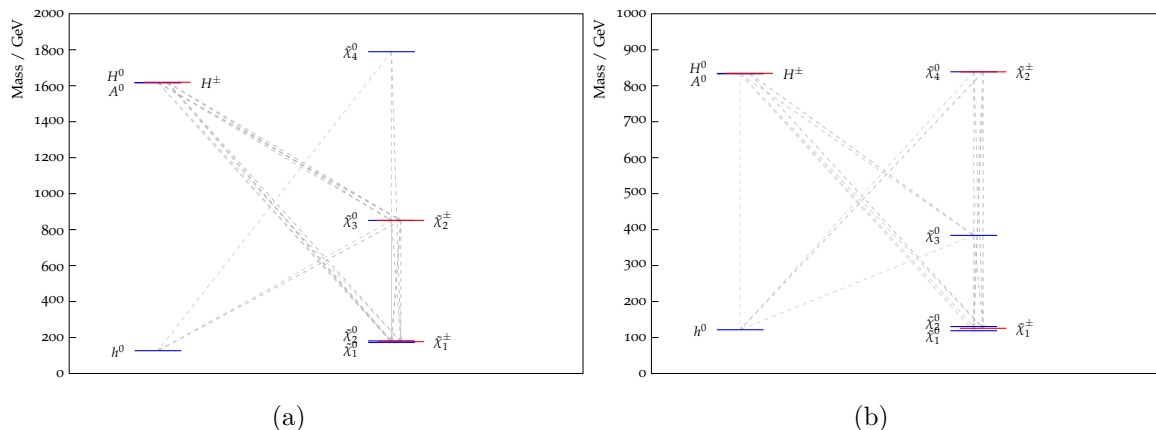 Mass / GeV
2000
1800
1600
1400
1200
1000
800
600
400
200
0
H⁰
A⁰
H±
h⁰
χ̃⁰₄
χ̃⁰₃
χ̃±₂
χ̃⁰₂
χ̃⁰₁
χ̃±₁
(a)
Mass / GeV
1000
900
800
700
600
500
400
300
200
100
0
H⁰
A⁰
H±
h⁰
χ̃⁰₄
χ̃±₂
χ̃⁰₃
χ̃⁰₂
χ̃⁰₁
χ̃±₁
(b)